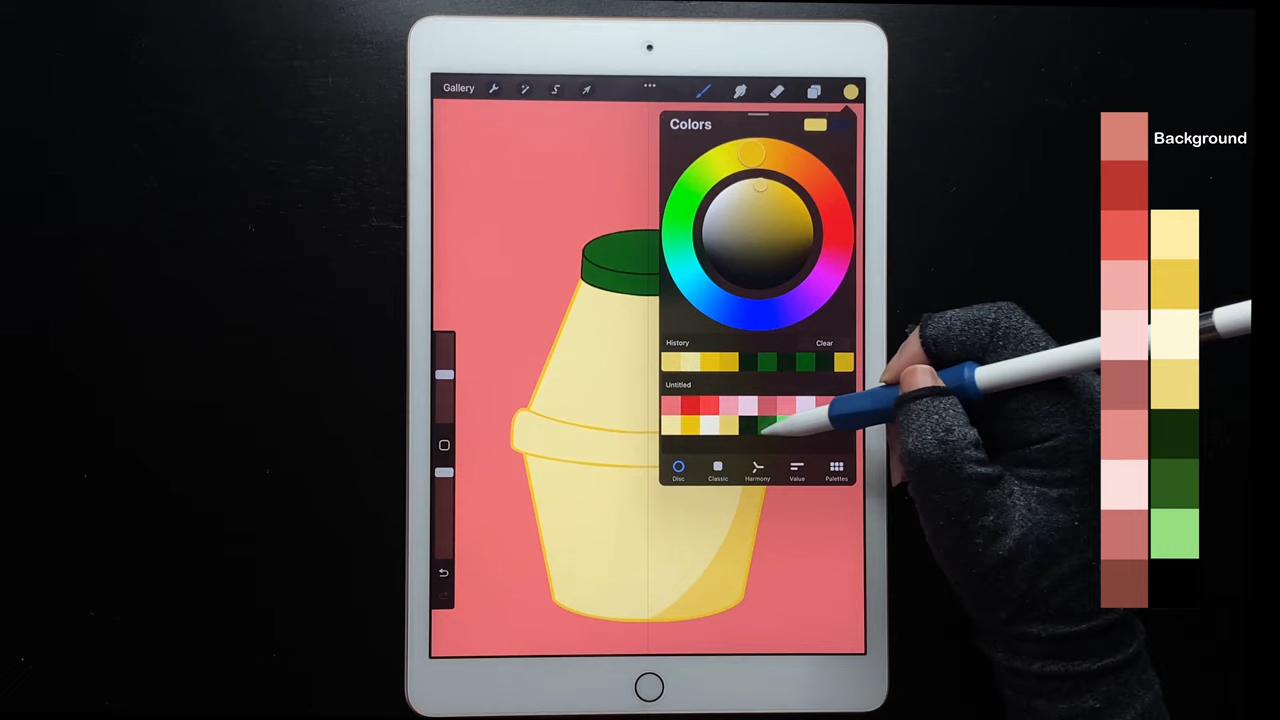 Gallery
Colors
Background
History
Clear
Untitled
Disc
Classic
Harmony
Value
Palettes